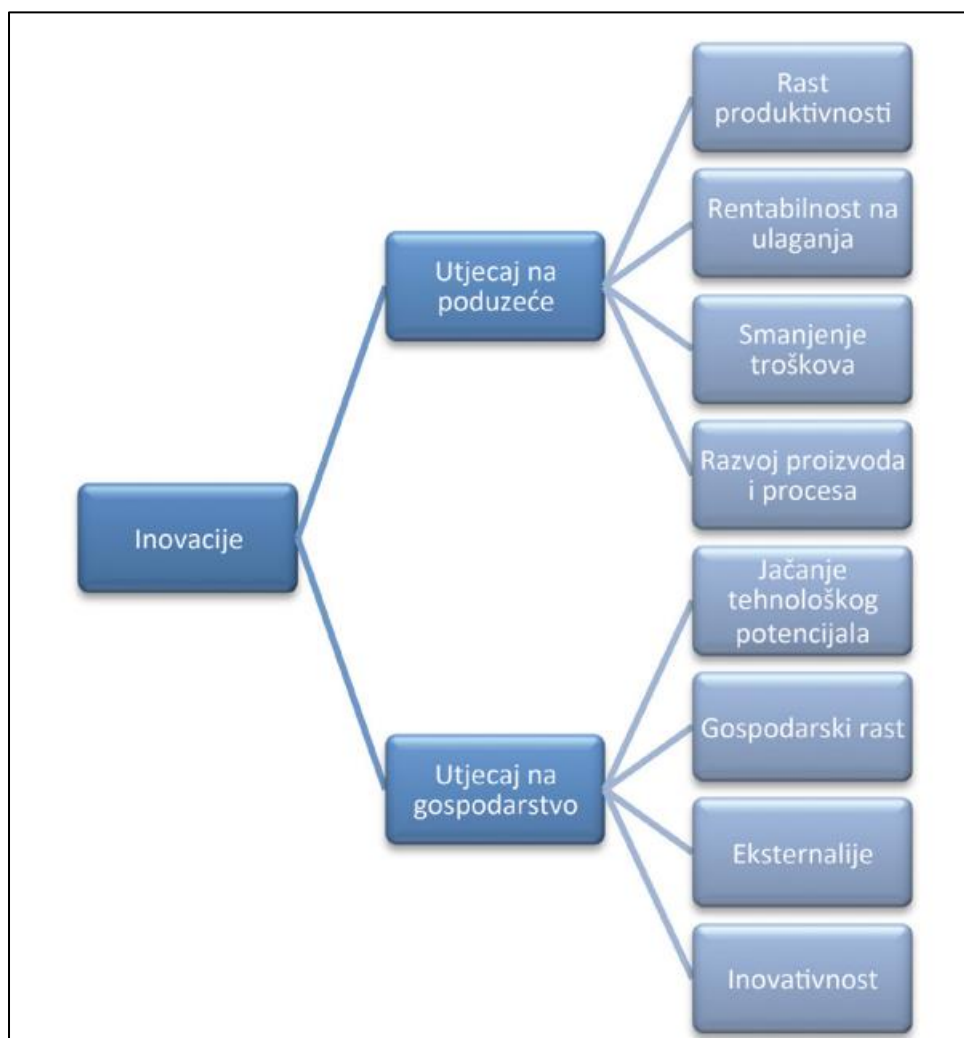 Inovacije
Utjecaj na
poduzeće
Rast
produktivnosti
Rentabilnost na
ulaganja
Smanjenje
troškova
Razvoj proizvoda
i procesa
Utjecaj na
gospodarstvo
Jačanje
tehnološkog
potencijala
Gospodarski rast
Eksternalije
Inovativnost